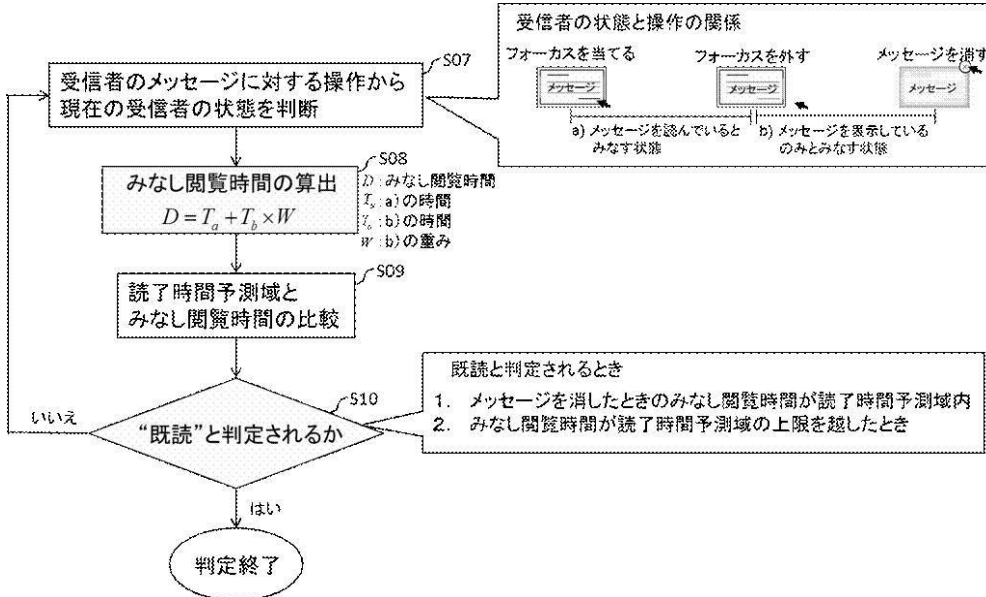 受信者の状態と操作の関係
フォーカスを当てる
フォーカスを外す
メッセージを消す
メッセージ
メッセージ
メッセージ
a) メッセージを読んでいると
みなす状態
b) メッセージを表示している
のみとみなす状態
S07
受信者のメッセージに対する操作から
現在の受信者の状態を判断
S08
みなし閲覧時間の算出
D = T_a + T_b × W
D : みなし閲覧時間
T_a : a)の時間
T_b : b)の時間
W : b)の重み
S09
読了時間予測域と
みなし閲覧時間の比較
S10
“既読”と判定されるか
いいえ
はい
判定終了
既読と判定されるとき
1. メッセージを消したときのみなし閲覧時間が読了時間予測域内
2. みなし閲覧時間が読了時間予測域の上限を越したとき